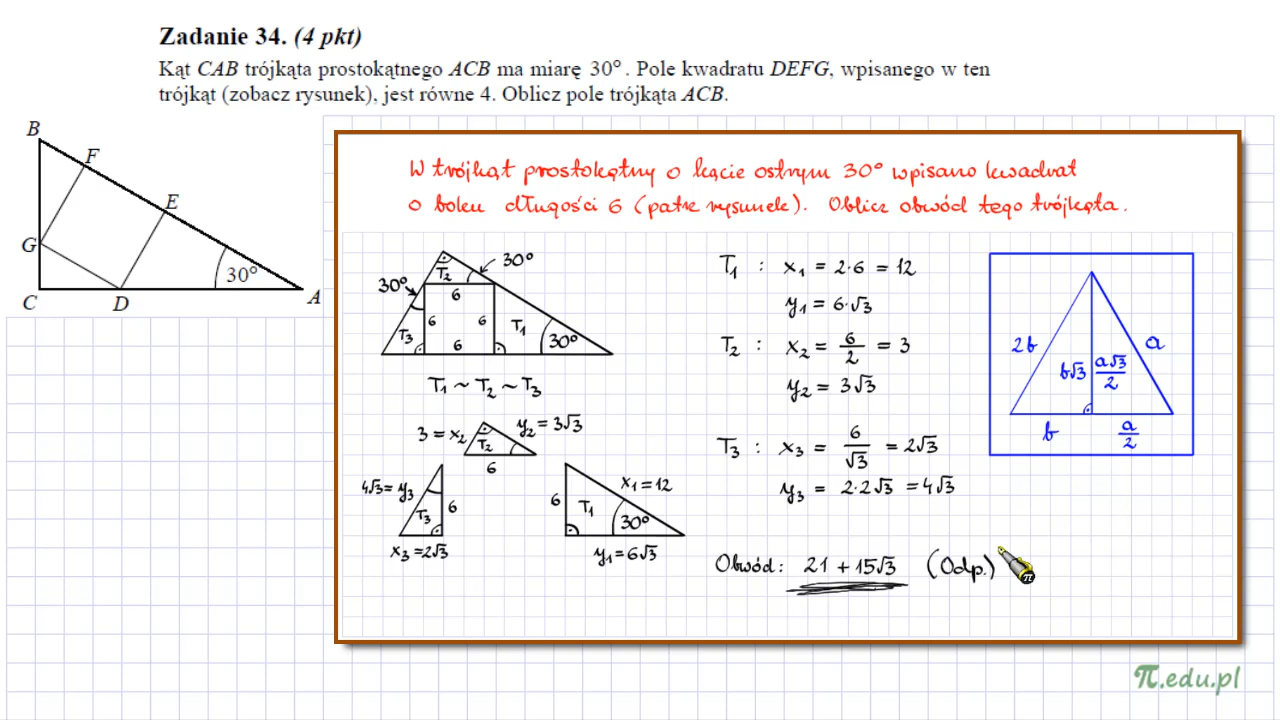 Zadanie 34. (4 pkt)
Kąt CAB trójkąta prostokątnego ACB ma miarę 30°. Pole kwadratu DEFG, wpisanego w ten
trójkąt (zobacz rysunek), jest równe 4. Oblicz pole trójkąta ACB.
B
F
E
G
30°
C
D
A
W trójkąt prostokątny o kącie ostrym 30° wpisano kwadrat
o boku długości 6 (patrz rysunek). Oblicz obwód tego trójkąta.
T₂
30°
30°
6
6
6
T₁
T₃
6
30°
T₁ ~ T₂ ~ T₃
3 = x₂
T₂
y₂ = 3√3
6
4√3 = y₃
T₃
6
x₃ = 2√3
6
T₁
x₁ = 12
30°
y₁ = 6√3
T₁ : x₁ = 2·6 = 12
y₁ = 6·√3
T₂ : x₂ = 6/2 = 3
y₂ = 3√3
T₃ : x₃ = 6/√3 = 2√3
y₃ = 2·2√3 = 4√3
Obwód: 21 + 15√3 (Odp.)
π
2b
a
b√3
a√3/2
b
a/2
π.edu.pl